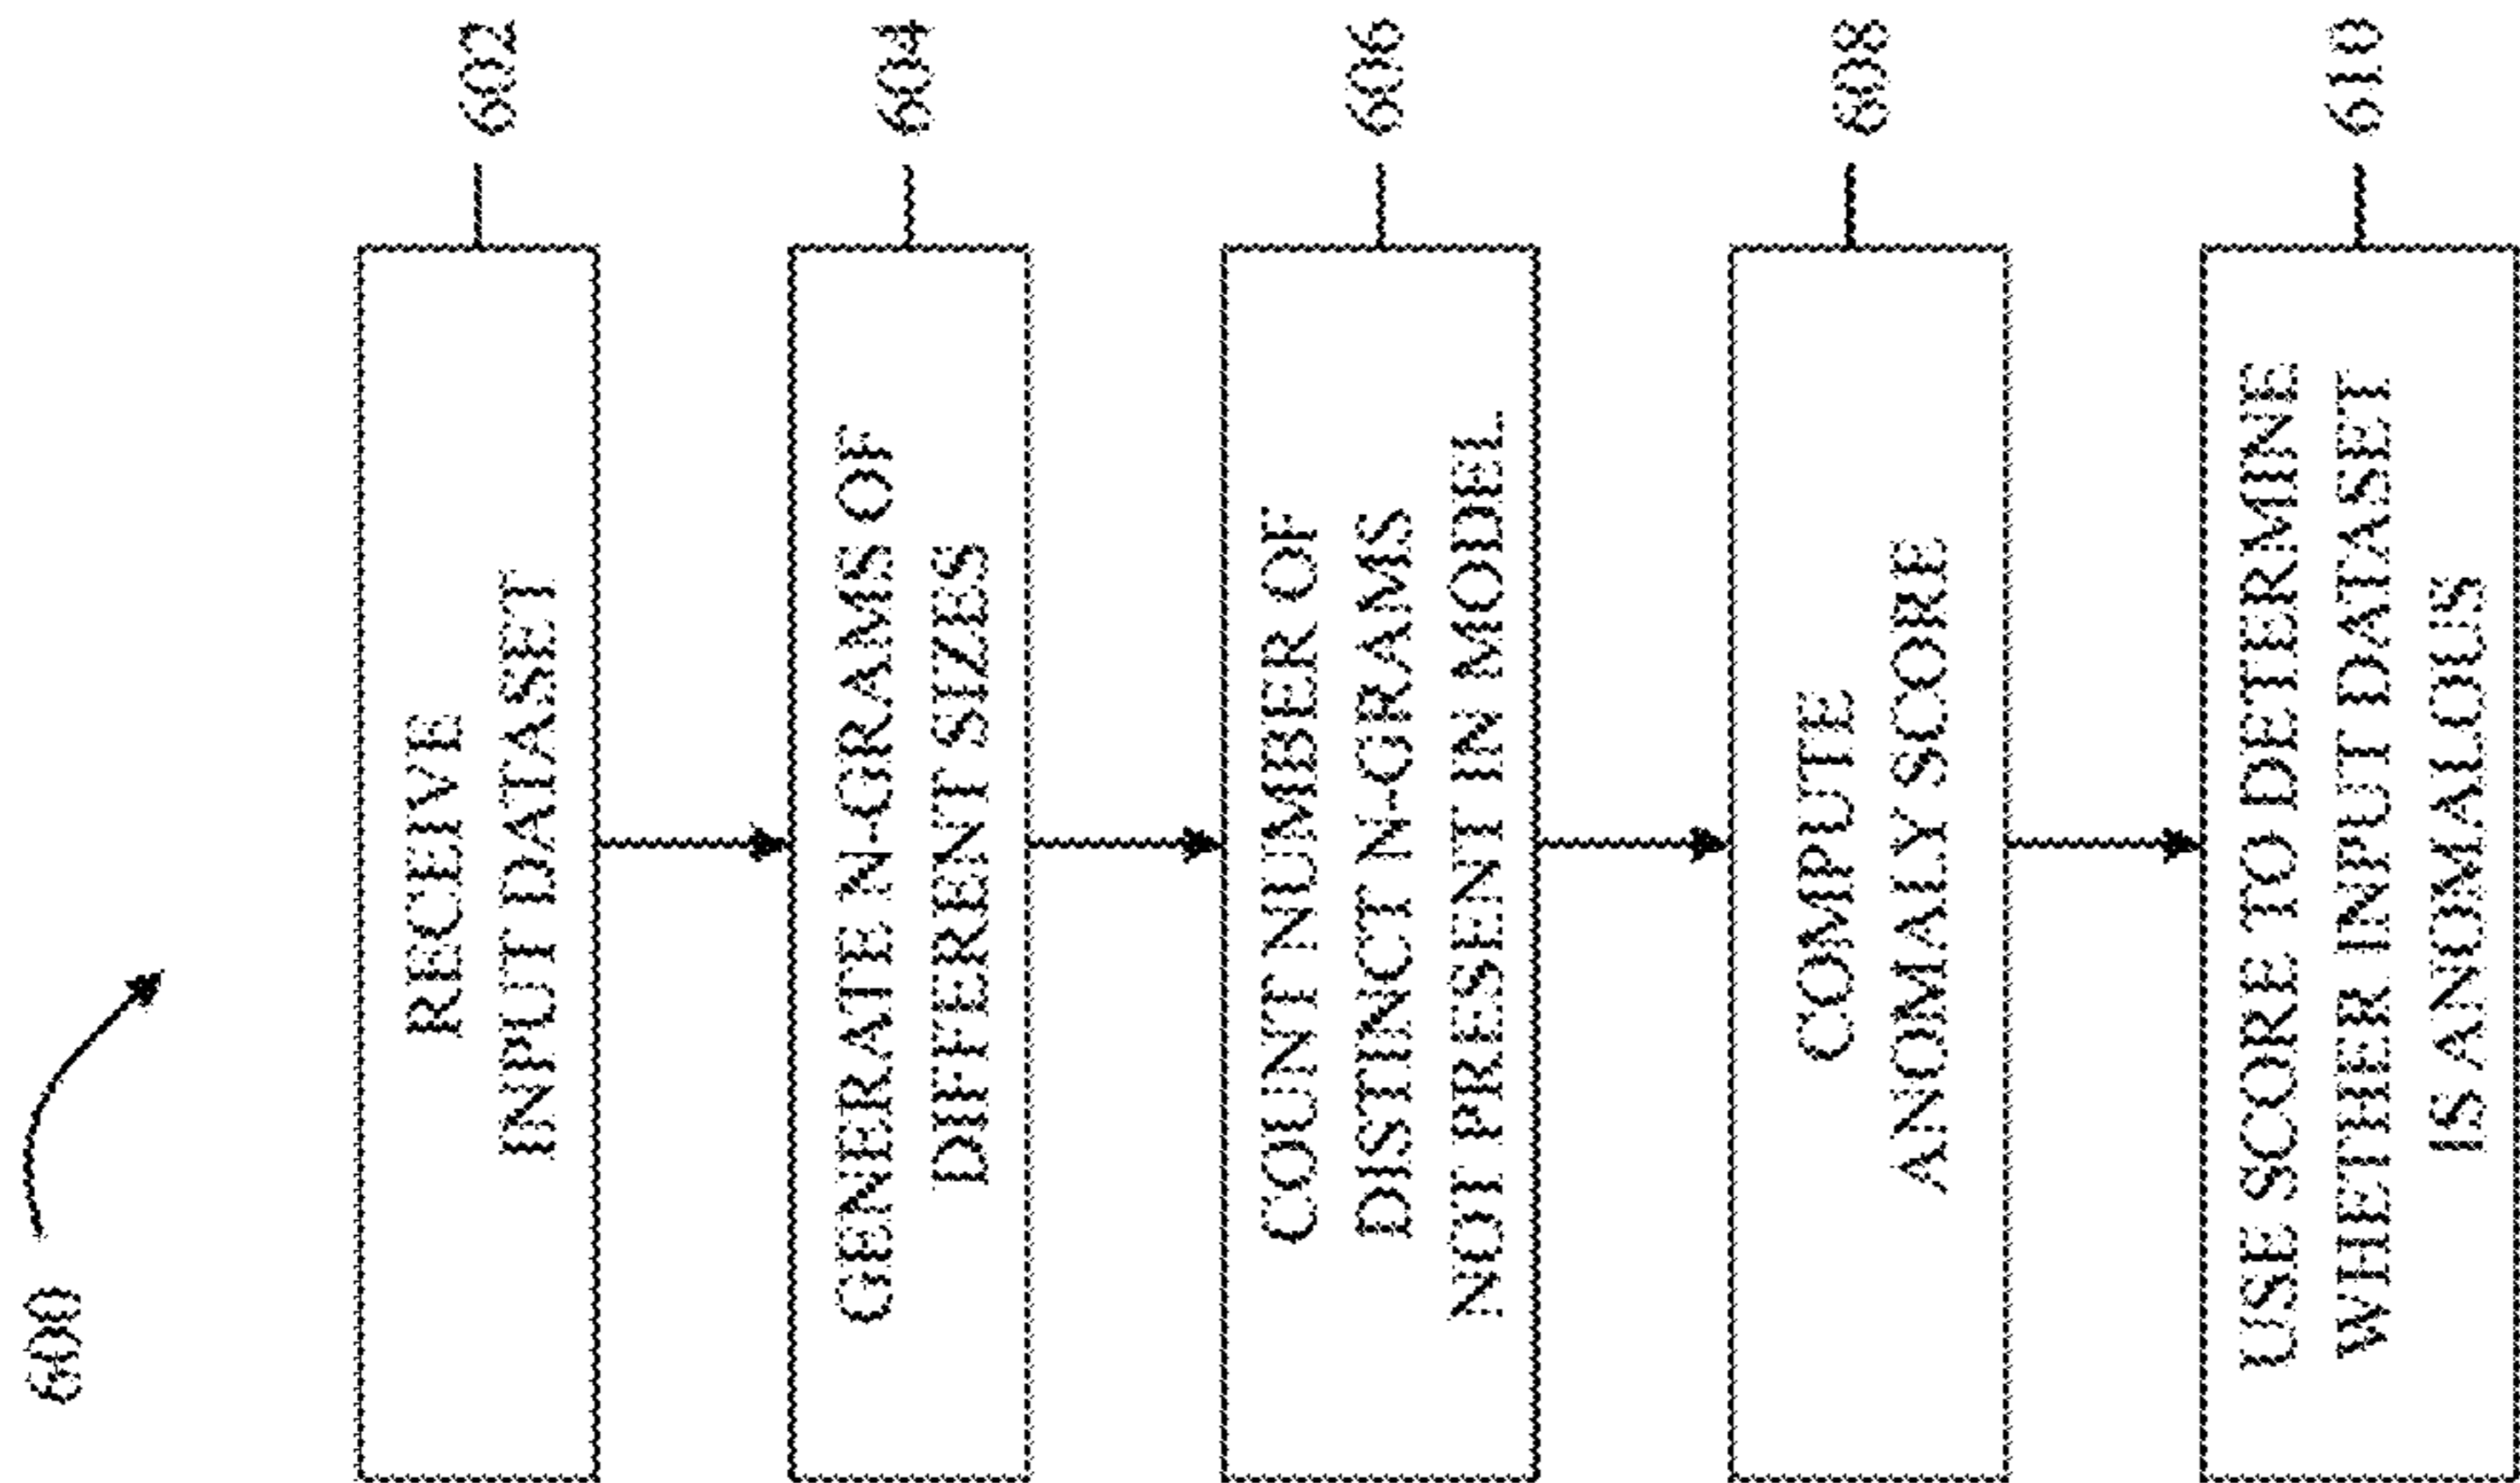 600
RECEIVE
INPUT DATASET
602
GENERATE N-GRAMS OF
DIFFERENT SIZES
604
COUNT NUMBER OF
DISTINCT N-GRAMS
NOT PRESENT IN MODEL
606
COMPUTE
ANOMALY SCORE
608
USE SCORE TO DETERMINE
WHETHER INPUT DATASET
IS ANOMALOUS
610